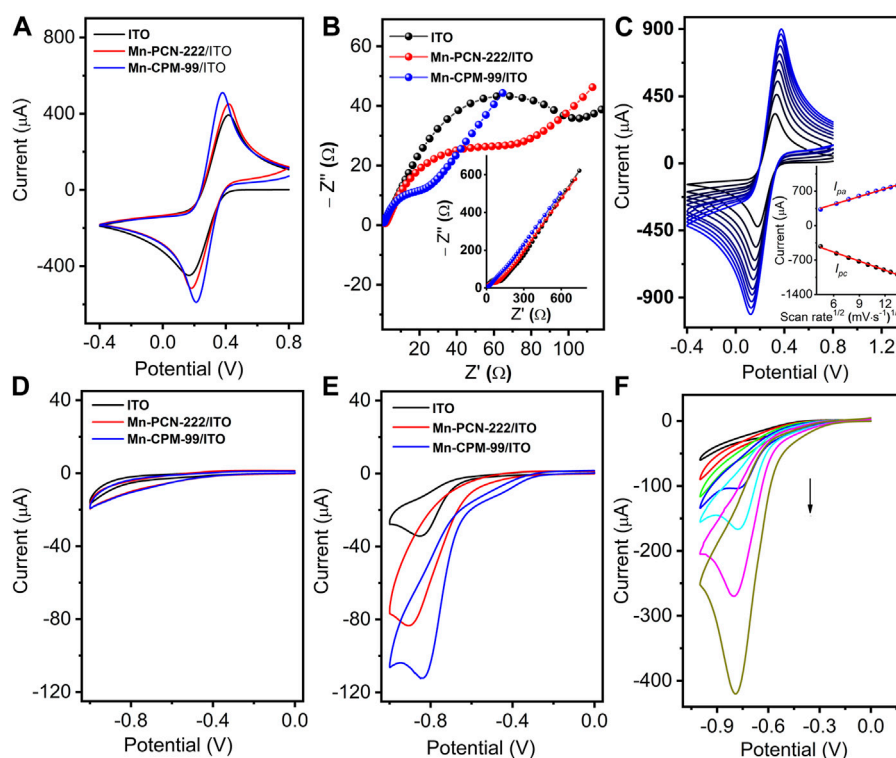 A
ITO
Mn-PCN-222/ITO
Mn-CPM-99/ITO
800
400
0
-400
Current (μA)
-0.4 0.0 0.4 0.8
Potential (V)
B
ITO
Mn-PCN-222/ITO
Mn-CPM-99/ITO
60
40
20
0
-20
− Z'' (Ω)
20 40 60 80 100
Z' (Ω)
600
400
200
0
− Z'' (Ω)
0 300 600
Z' (Ω)
C
900
450
0
-450
-900
Current (μA)
-0.4 0.0 0.4 0.8 1.2
Potential (V)
Ipa
Ipc
700
0
-700
-1400
Current (μA)
6 9 12
Scan rate1/2 (mV·s-1)1/
D
ITO
Mn-PCN-222/ITO
Mn-CPM-99/ITO
40
0
-40
-80
-120
Current (μA)
-0.8 -0.4 0.0
Potential (V)
E
ITO
Mn-PCN-222/ITO
Mn-CPM-99/ITO
40
0
-40
-80
-120
Current (μA)
-0.8 -0.4 0.0
Potential (V)
F
0
-100
-200
-300
-400
Current (μA)
-0.9 -0.6 -0.3 0.0
Potential (V)